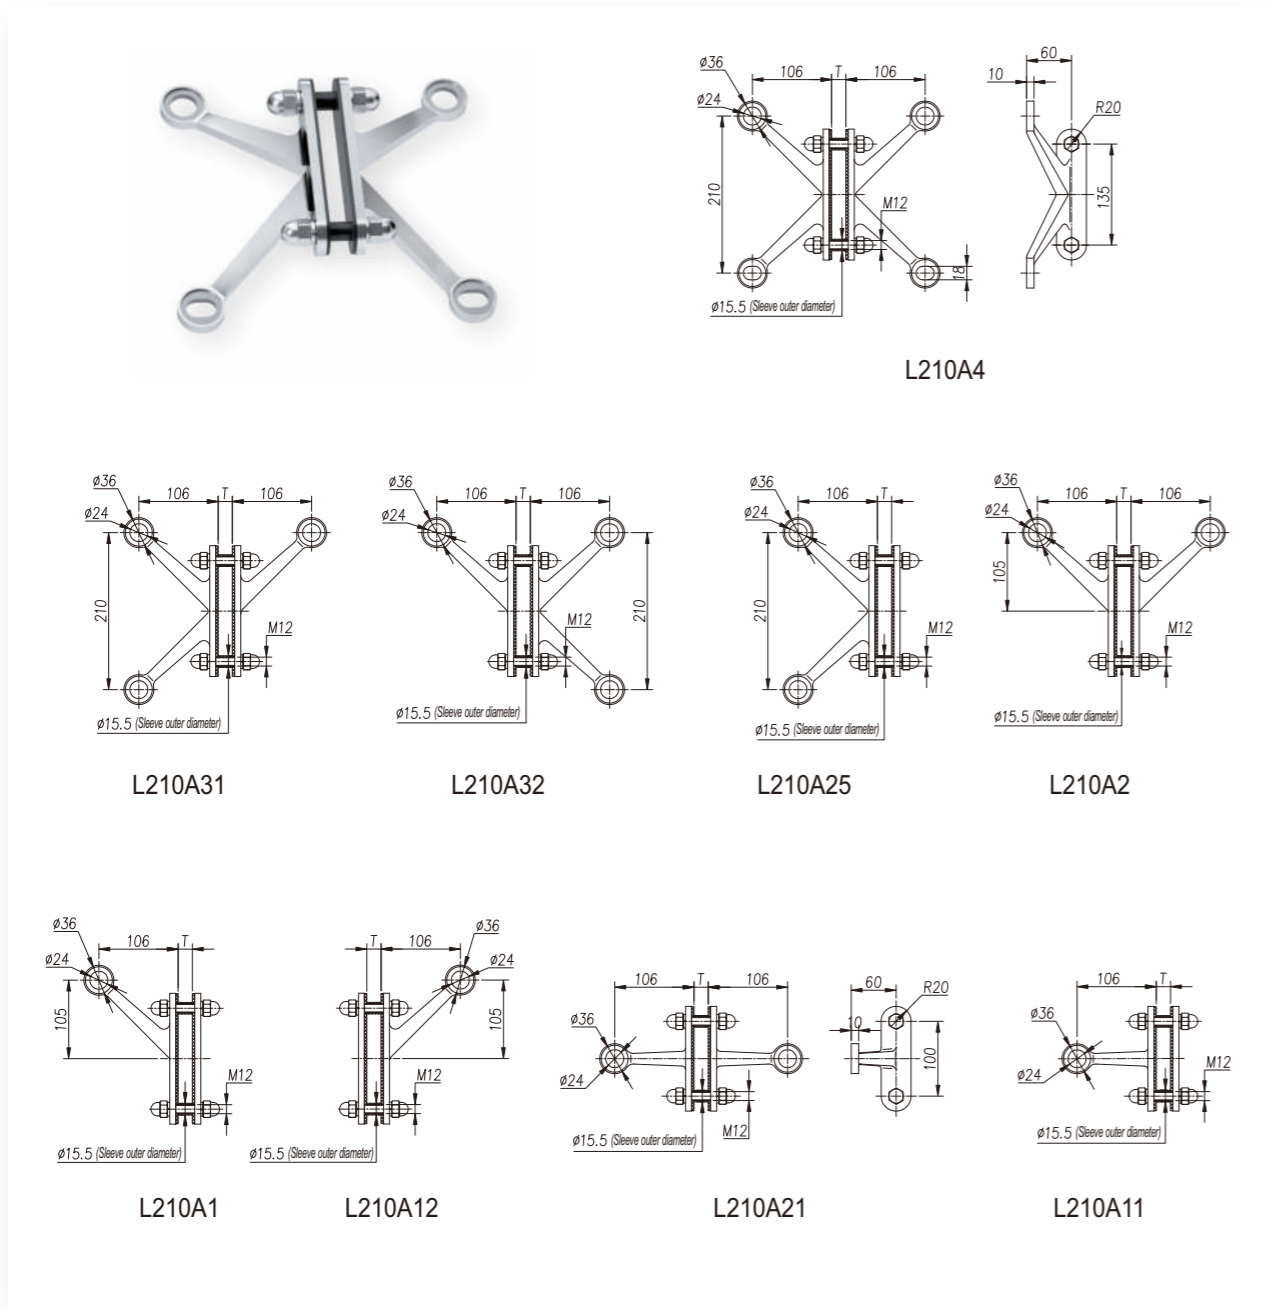 60
ø36
106 T 106
10
ø24
R20
210
135
M12
18
ø15.5 (Sleeve outer diameter)
L210A4
ø36
106 T 106
ø24
210
M12
ø15.5 (Sleeve outer diameter)
L210A31
ø36
106 T 106
ø24
210
M12
ø15.5 (Sleeve outer diameter)
L210A32
ø36
106 T
ø24
210
M12
ø15.5 (Sleeve outer diameter)
L210A25
ø36
106 T 106
ø24
105
M12
ø15.5 (Sleeve outer diameter)
L210A2
ø36
106 T
ø24
105
M12
ø15.5 (Sleeve outer diameter)
L210A1
ø36
T 106
ø24
105
M12
ø15.5 (Sleeve outer diameter)
L210A12
106 T 106
ø36
ø24
M12
ø15.5 (Sleeve outer diameter)
60
R20
10
100
L210A21
106 T
ø36
ø24
M12
ø15.5 (Sleeve outer diameter)
L210A11